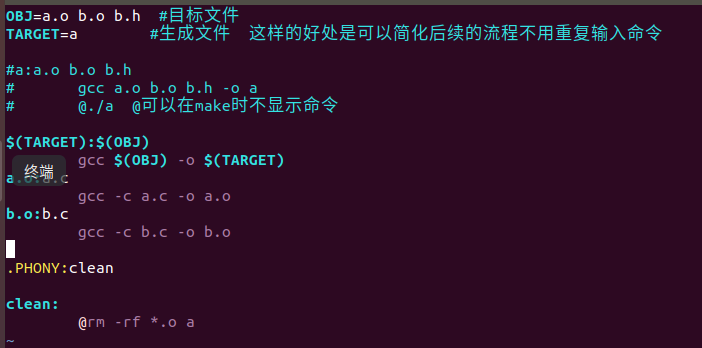 OBJ=a.o b.o b.h  #目标文件
TARGET=a        #生成文件  这样的好处是可以简化后续的流程不用重复输入命令
#a:a.o b.o b.h
#       gcc a.o b.o b.h -o a
#       @./a  @可以在make时不显示命令
$(TARGET):$(OBJ)
        gcc $(OBJ) -o $(TARGET)
终端
a.o:a.c
        gcc -c a.c -o a.o
b.o:b.c
        gcc -c b.c -o b.o
.PHONY:clean
clean:
        @rm -rf *.o a
~